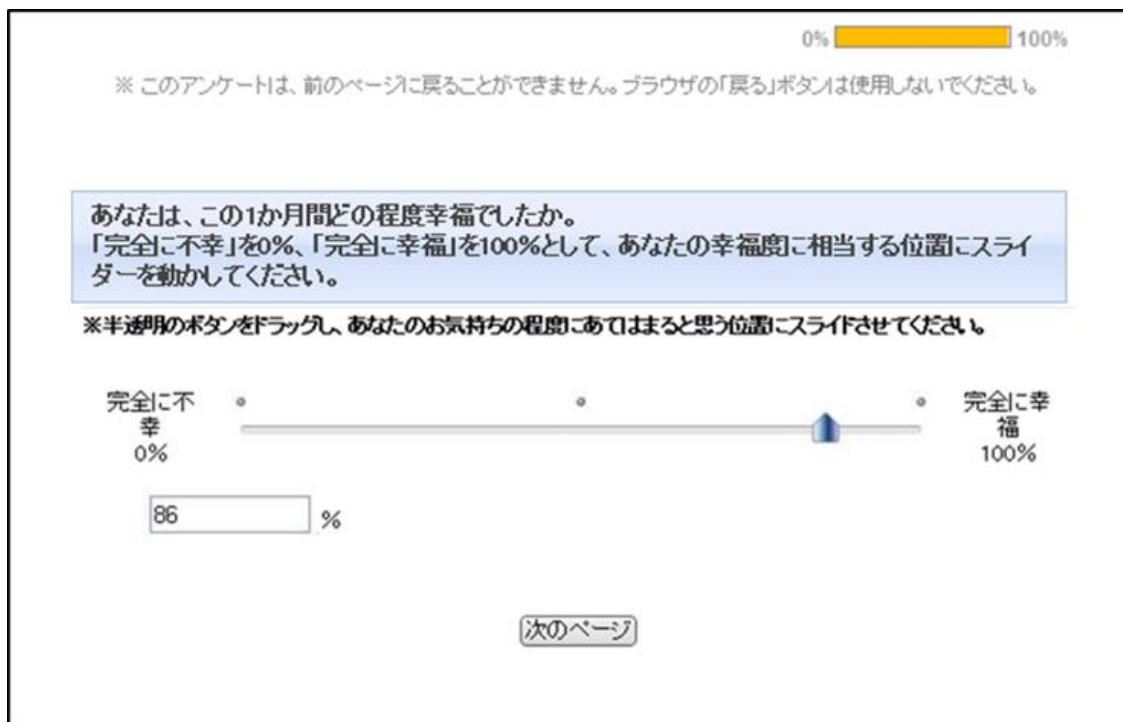 0% 100%
※ このアンケートは、前のページに戻ることができません。ブラウザの「戻る」ボタンは使用しないでください。
あなたは、この1か月間どの程度幸福でしたか。
「完全に不幸」を0%、「完全に幸福」を100%として、あなたの幸福度に相当する位置にスライ
ダーを動かしてください。
※半透明のボタンをドラッグし、あなたのお気持ちの程度にあてはまると思う位置にスライドさせてください。
完全に不
幸
0%
完全に幸
福
100%
86 %
次のページ